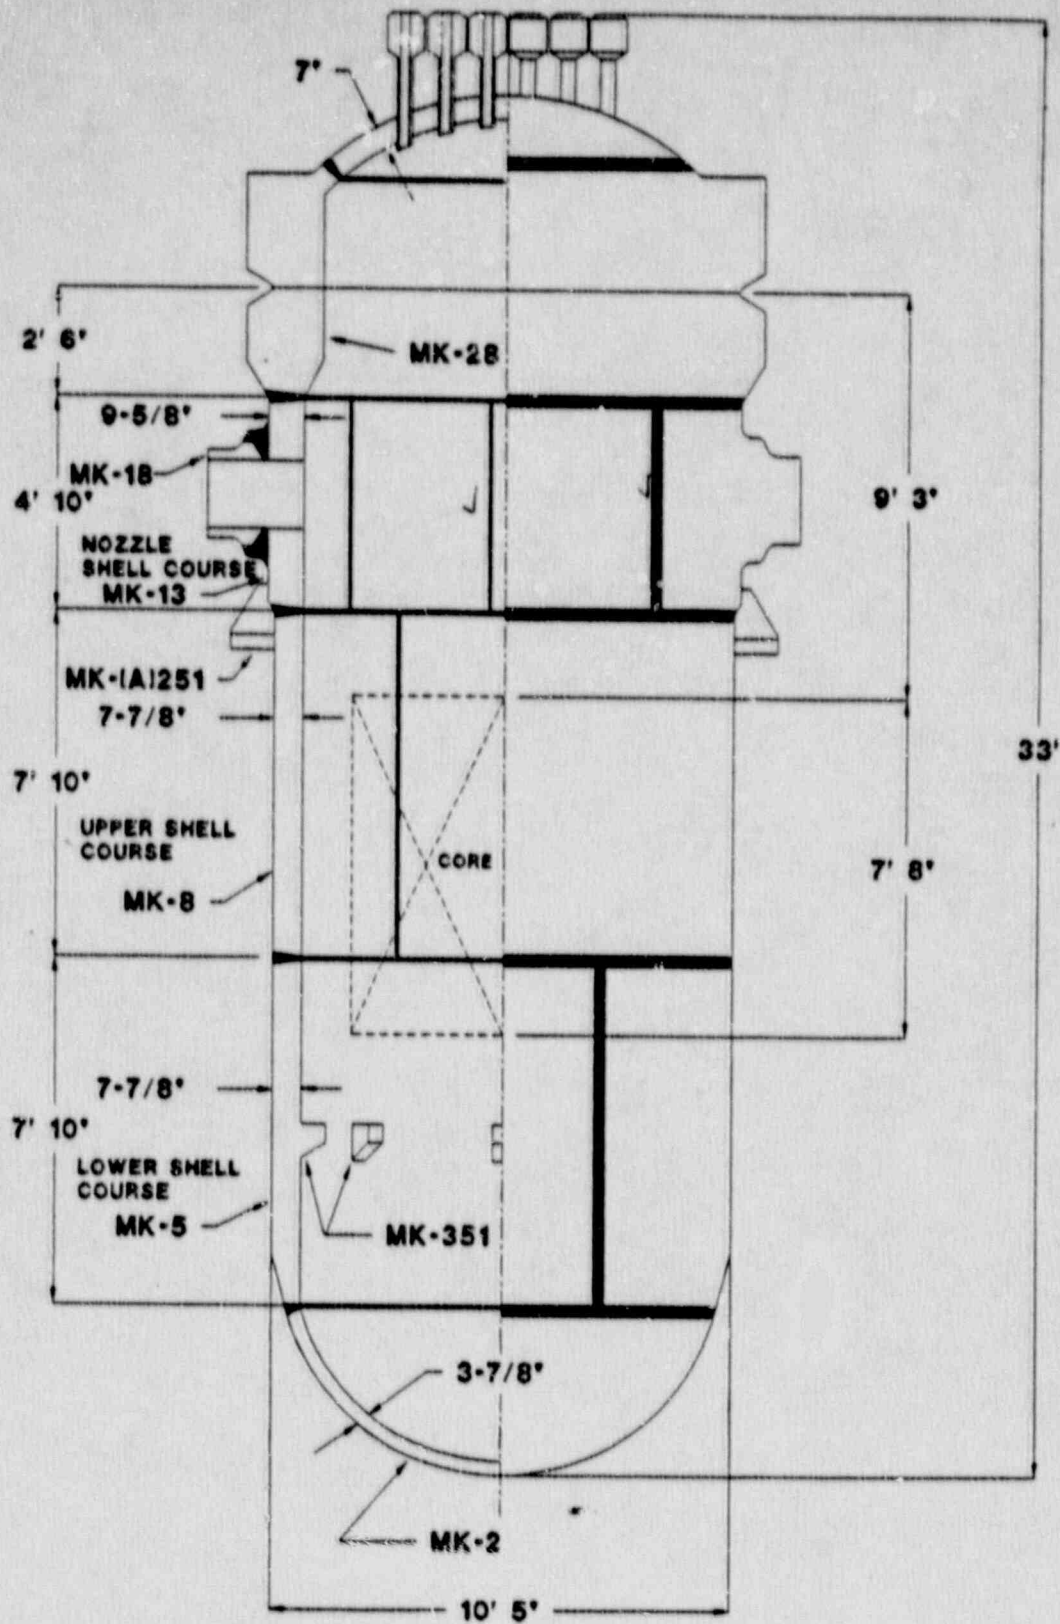 7"
2' 6"
MK-28
9-5/8"
MK-18
4' 10"
9' 3"
NOZZLE
SHELL COURSE
MK-13
MK-(A)251
7-7/8"
33'
7' 10"
UPPER SHELL
COURSE
CORE
7' 8"
MK-8
7-7/8"
7' 10"
LOWER SHELL
COURSE
MK-5
MK-351
3-7/8"
MK-2
10' 5"